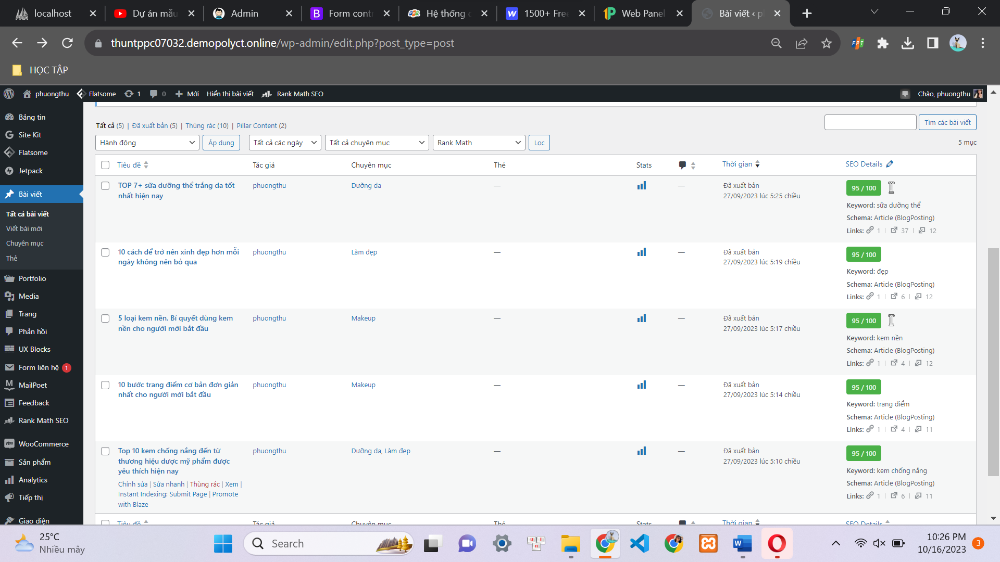 localhost
Dự án mẫu
Admin
Form contr
Hệ thống
1500+ Free
Web Panel
Bài viết ‹ p
thuntppc07032.demopolyct.online/wp-admin/edit.php?post_type=post
HỌC TẬP
phuongthu
Flatsome
1
0
Mới
Hiển thị bài viết
Rank Math SEO
Chào, phuongthu
Bảng tin
Site Kit
Flatsome
Jetpack
Bài viết
Tất cả bài viết
Viết bài mới
Chuyên mục
Thẻ
Portfolio
Media
Trang
Phản hồi
UX Blocks
Form liên hệ 1
MailPoet
Feedback
Rank Math SEO
WooCommerce
Sản phẩm
Analytics
Tiếp thị
Giao diện
Tất cả (5) | Đã xuất bản (5) | Thùng rác (10) | Pillar Content (2)
Tìm các bài viết
Hành động
Áp dụng
Tất cả các ngày
Tất cả chuyên mục
Rank Math
Lọc
5 mục
Tiêu đề
Tác giả
Chuyên mục
Thẻ
Stats
Thời gian
SEO Details
TOP 7+ sữa dưỡng thể trắng da tốt
nhất hiện nay
phuongthu
Dưỡng da
—
—
Đã xuất bản
27/09/2023 lúc 5:25 chiều
95 / 100
Keyword: sữa dưỡng thể
Schema: Article (BlogPosting)
Links: 1 | 37 | 12
10 cách để trở nên xinh đẹp hơn mỗi
ngày không nên bỏ qua
phuongthu
Làm đẹp
—
—
Đã xuất bản
27/09/2023 lúc 5:19 chiều
95 / 100
Keyword: đẹp
Schema: Article (BlogPosting)
Links: 1 | 6 | 12
5 loại kem nền. Bí quyết dùng kem
nền cho người mới bắt đầu
phuongthu
Makeup
—
—
Đã xuất bản
27/09/2023 lúc 5:17 chiều
95 / 100
Keyword: kem nền
Schema: Article (BlogPosting)
Links: 1 | 4 | 12
10 bước trang điểm cơ bản đơn giản
nhất cho người mới bắt đầu
phuongthu
Makeup
—
—
Đã xuất bản
27/09/2023 lúc 5:14 chiều
95 / 100
Keyword: trang điểm
Schema: Article (BlogPosting)
Links: 1 | 4 | 11
Top 10 kem chống nắng đến từ
thương hiệu dược mỹ phẩm được
yêu thích hiện nay
Chỉnh sửa | Sửa nhanh | Thùng rác | Xem |
Instant Indexing: Submit Page | Promote
with Blaze
phuongthu
Dưỡng da, Làm đẹp
—
—
Đã xuất bản
27/09/2023 lúc 5:10 chiều
95 / 100
Keyword: kem chống nắng
Schema: Article (BlogPosting)
Links: 1 | 6 | 11
Tiêu đề
Tác giả
Chuyên mục
Thẻ
Stats
Thời gian
SEO Details
25°C
Nhiều mây
Search
10:26 PM
10/16/2023
3